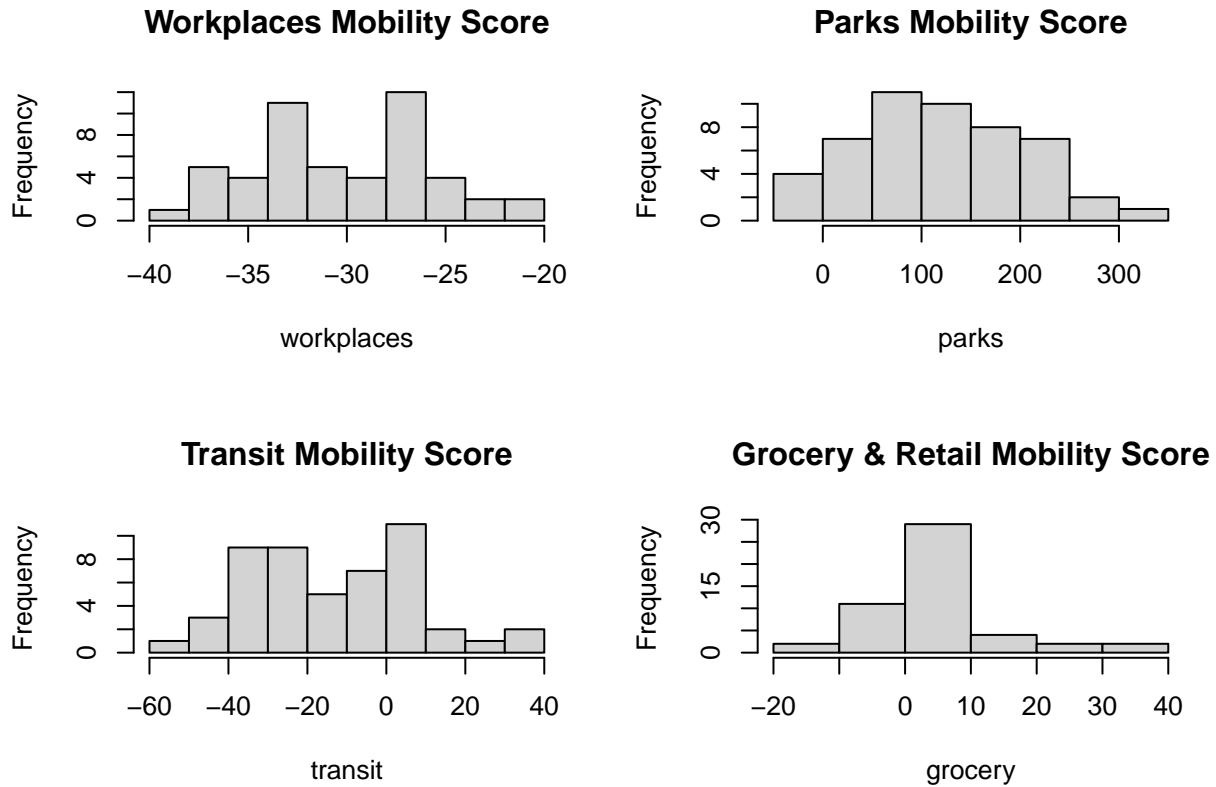 Workplaces Mobility Score
Frequency
0 4 8
−40 −35 −30 −25 −20
workplaces
Parks Mobility Score
Frequency
0 4 8
0 100 200 300
parks
Transit Mobility Score
Frequency
0 4 8
−60 −40 −20 0 20 40
transit
Grocery & Retail Mobility Score
Frequency
0 15 30
−20 0 10 20 30 40
grocery